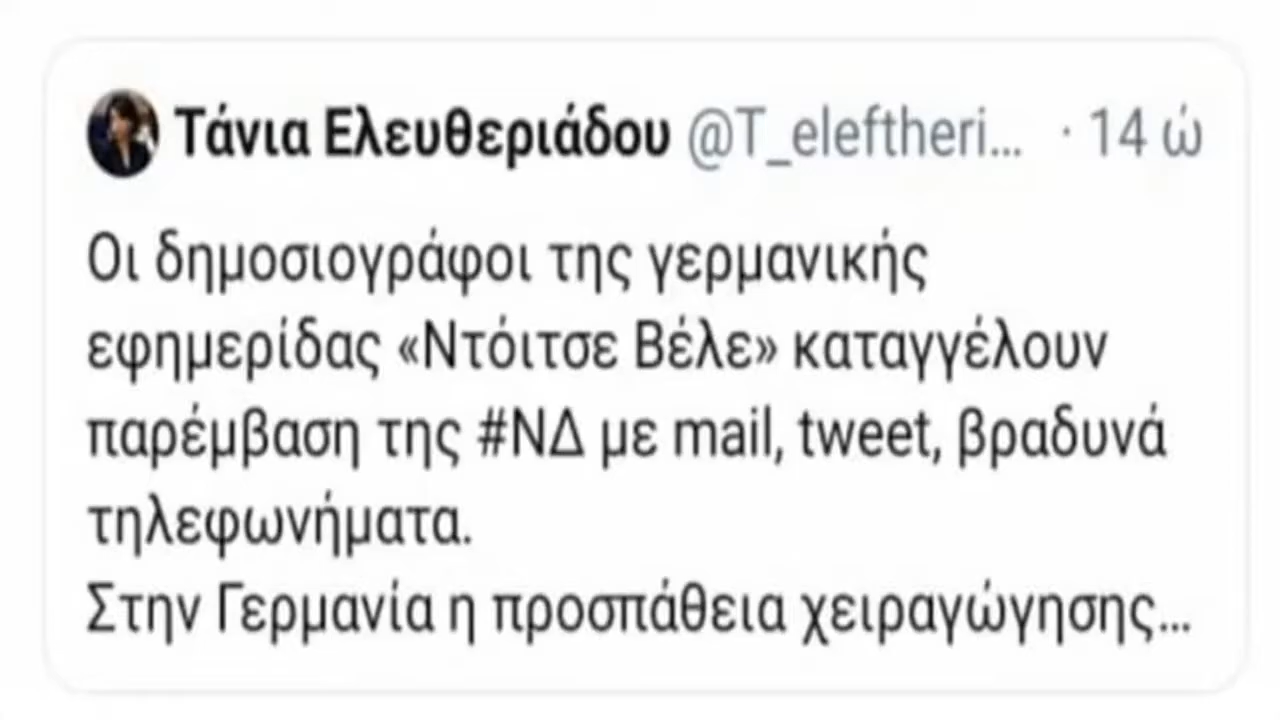 Τάνια Ελευθεριάδου @T_eleftheri... · 14 ώ
Οι δημοσιογράφοι της γερμανικής
εφημερίδας «Ντόιτσε Βέλε» καταγγέλουν
παρέμβαση της #ΝΔ με mail, tweet, βραδυνά
τηλεφωνήματα.
Στην Γερμανία η προσπάθεια χειραγώγησης...